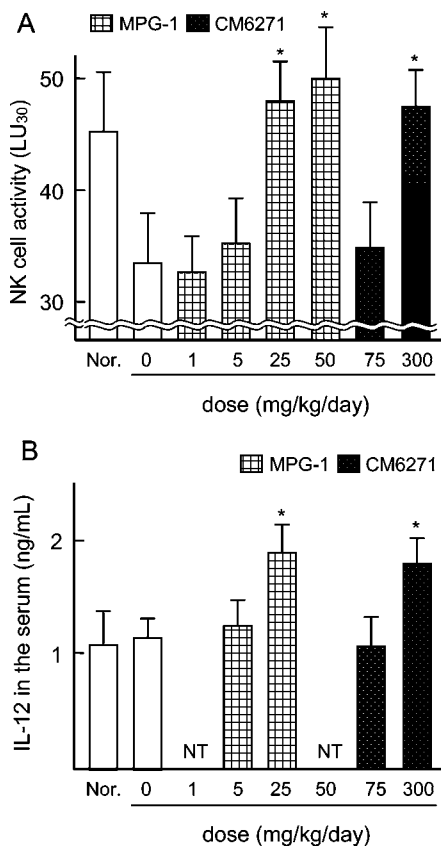 A
MPG-1 CM6271
* * *
50
40
30
NK cell activity (LU30)
Nor. 0 1 5 25 50 75 300
dose (mg/kg/day)
B
MPG-1 CM6271
* *
2
1
IL-12 in the serum (ng/mL)
NT NT
Nor. 0 1 5 25 50 75 300
dose (mg/kg/day)